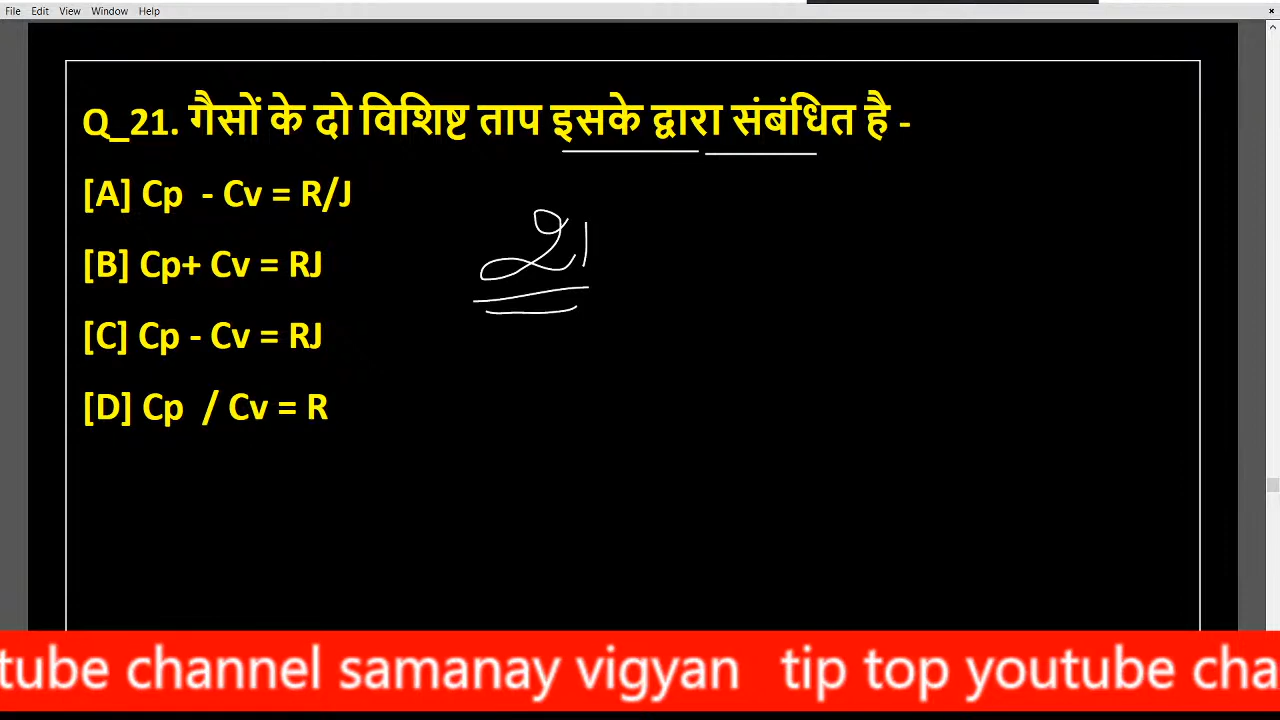 File Edit View Window Help
Q_21. गैसों के दो विशिष्ट ताप इसके द्वारा संबंधित है -
[A] Cp - Cv = R/J
[B] Cp+ Cv = RJ
[C] Cp - Cv = RJ
[D] Cp / Cv = R
tube channel samanay vigyan tip top youtube cha